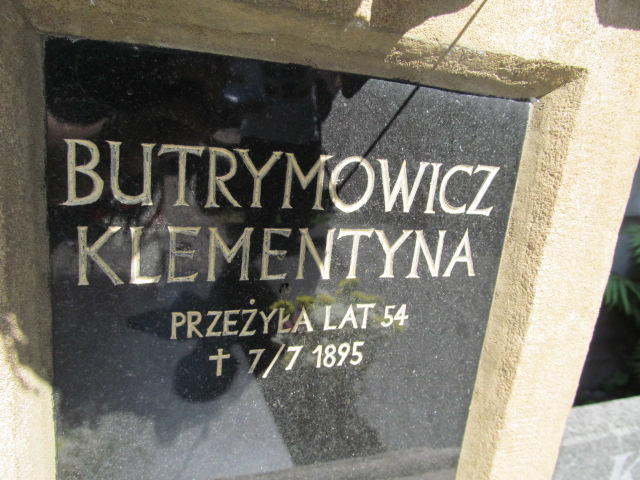 BUTRYMOWICZ
KLEMENTYNA
PRZEŻYŁA LAT 54
✝ 7/7 1895